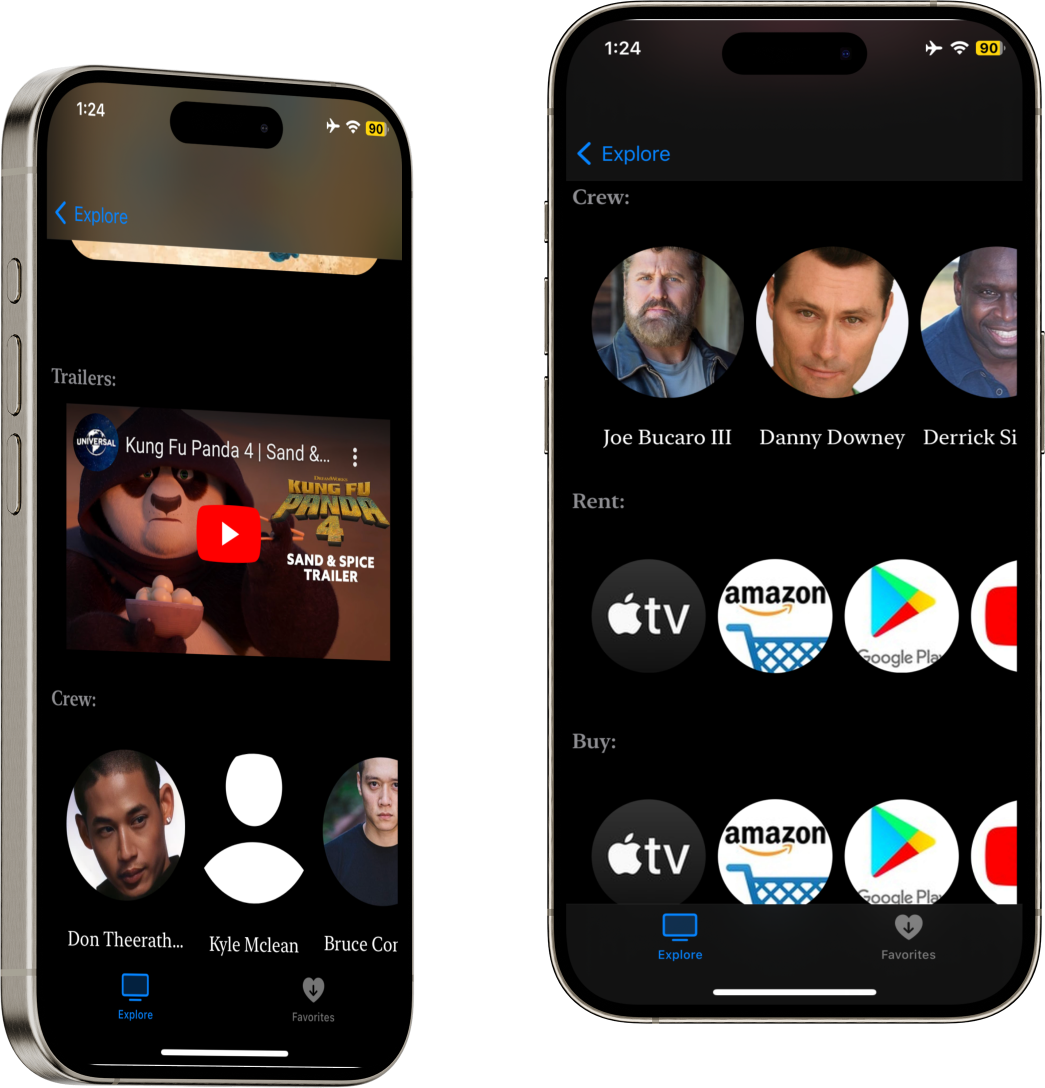 1:24
90
Explore
Trailers:
UNIVERSAL
Kung Fu Panda 4 | Sand &...
DREAMWORKS
KUNG FU
PANDA
4
SAND & SPICE
TRAILER
Crew:
Don Theerath...
Kyle Mclean
Bruce Cor
Explore
Favorites
1:24
90
Explore
Crew:
Joe Bucaro III
Danny Downey
Derrick Si
Rent:
tv
amazon
Google Play
Buy:
tv
amazon
Google Play
Explore
Favorites